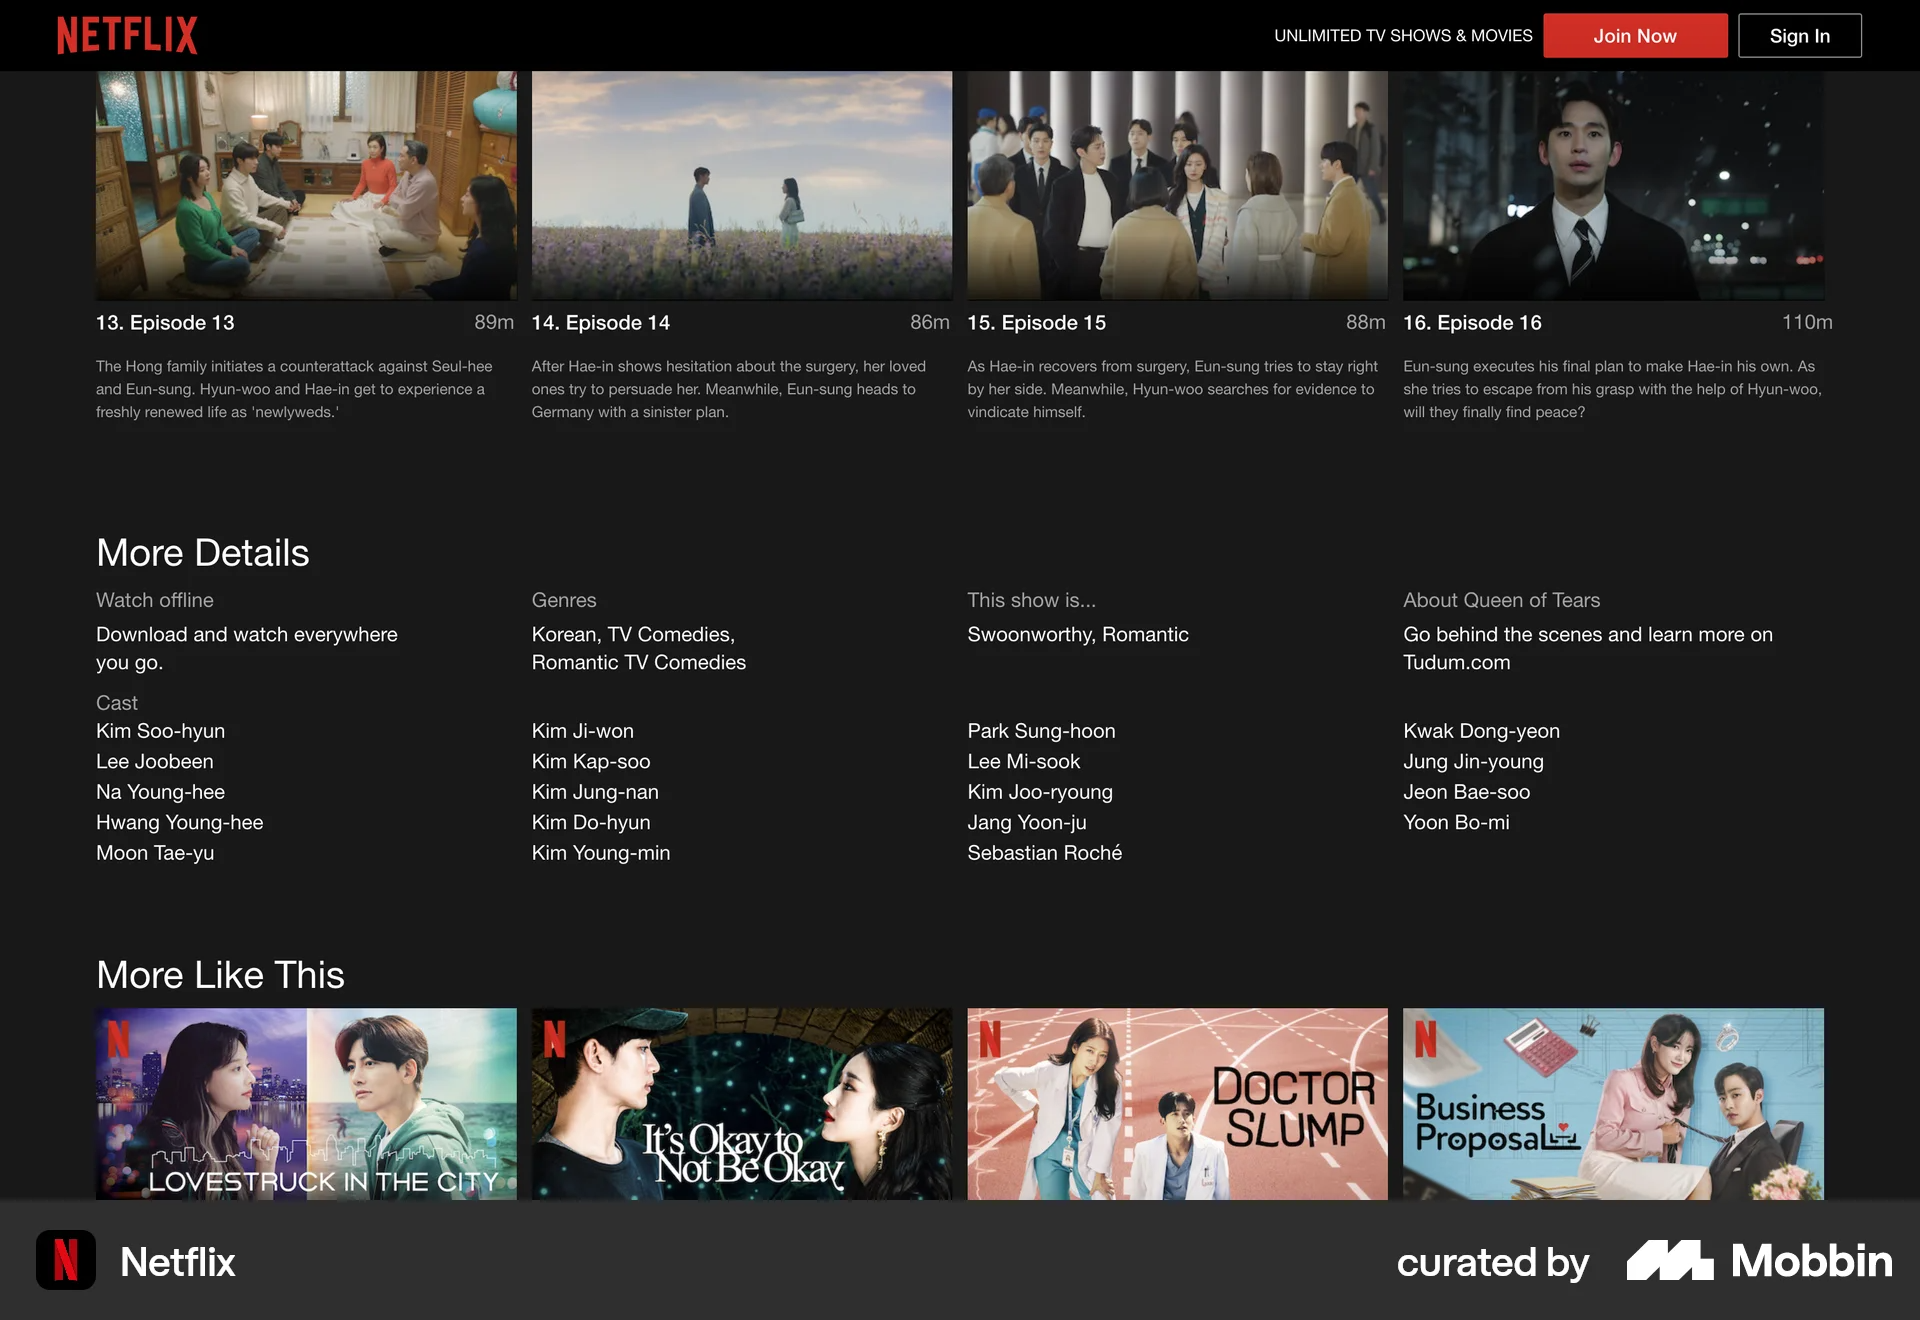 NETFLIX
UNLIMITED TV SHOWS & MOVIES
Join Now
Sign In
13. Episode 13
89m
The Hong family initiates a counterattack against Seul-hee
and Eun-sung. Hyun-woo and Hae-in get to experience a
freshly renewed life as 'newlyweds.'
14. Episode 14
86m
After Hae-in shows hesitation about the surgery, her loved
ones try to persuade her. Meanwhile, Eun-sung heads to
Germany with a sinister plan.
15. Episode 15
88m
As Hae-in recovers from surgery, Eun-sung tries to stay right
by her side. Meanwhile, Hyun-woo searches for evidence to
vindicate himself.
16. Episode 16
110m
Eun-sung executes his final plan to make Hae-in his own. As
she tries to escape from his grasp with the help of Hyun-woo,
will they finally find peace?
More Details
Watch offline
Download and watch everywhere
you go.
Genres
Korean, TV Comedies,
Romantic TV Comedies
This show is...
Swoonworthy, Romantic
About Queen of Tears
Go behind the scenes and learn more on
Tudum.com
Cast
Kim Soo-hyun
Kim Ji-won
Park Sung-hoon
Kwak Dong-yeon
Lee Joobeen
Kim Kap-soo
Lee Mi-sook
Jung Jin-young
Na Young-hee
Kim Jung-nan
Kim Joo-ryoung
Jeon Bae-soo
Hwang Young-hee
Kim Do-hyun
Jang Yoon-ju
Yoon Bo-mi
Moon Tae-yu
Kim Young-min
Sebastian Roché
More Like This
N
LOVESTRUCK IN THE CITY
N
It's Okay to
Not Be Okay
N
DOCTOR
SLUMP
N
Business
Proposal
N
Netflix
curated by
Mobbin